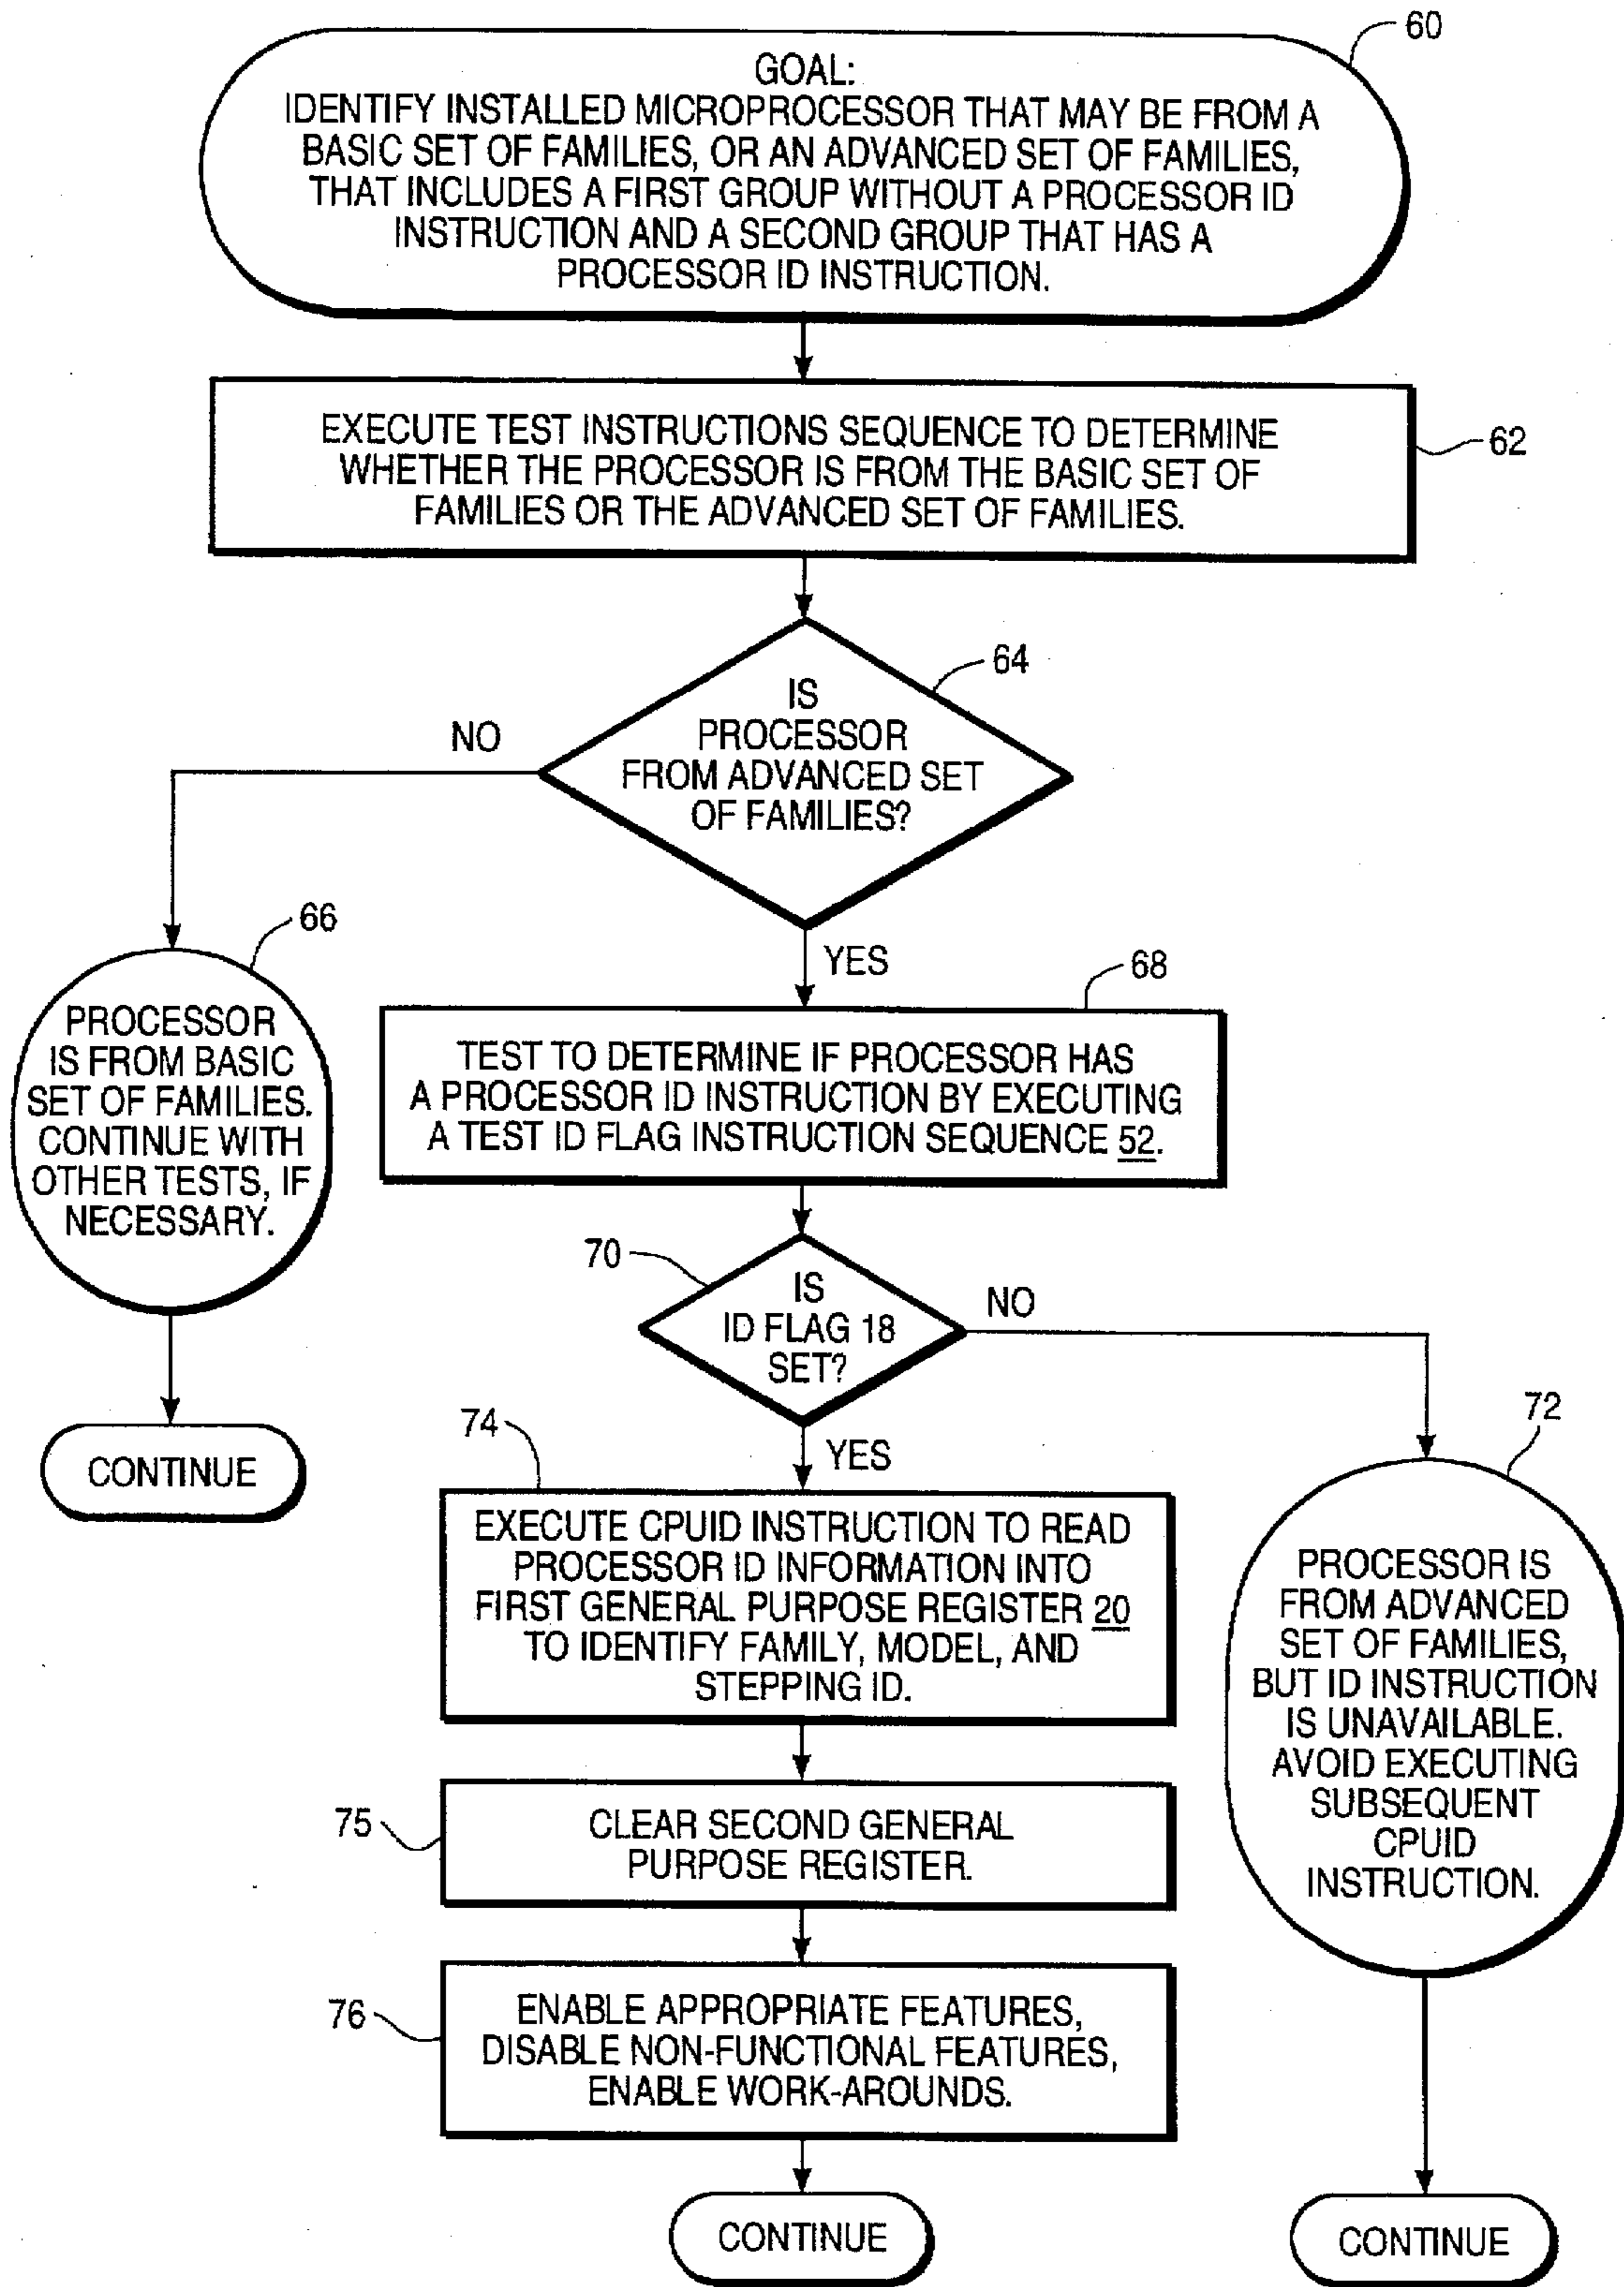 60
GOAL:
IDENTIFY INSTALLED MICROPROCESSOR THAT MAY BE FROM A
BASIC SET OF FAMILIES, OR AN ADVANCED SET OF FAMILIES,
THAT INCLUDES A FIRST GROUP WITHOUT A PROCESSOR ID
INSTRUCTION AND A SECOND GROUP THAT HAS A
PROCESSOR ID INSTRUCTION.
EXECUTE TEST INSTRUCTIONS SEQUENCE TO DETERMINE
WHETHER THE PROCESSOR IS FROM THE BASIC SET OF
FAMILIES OR THE ADVANCED SET OF FAMILIES.
62
64
IS
PROCESSOR
FROM ADVANCED SET
OF FAMILIES?
NO
YES
66
PROCESSOR
IS FROM BASIC
SET OF FAMILIES.
CONTINUE WITH
OTHER TESTS, IF
NECESSARY.
CONTINUE
68
TEST TO DETERMINE IF PROCESSOR HAS
A PROCESSOR ID INSTRUCTION BY EXECUTING
A TEST ID FLAG INSTRUCTION SEQUENCE 52.
70
IS
ID FLAG 18
SET?
NO
YES
72
PROCESSOR IS
FROM ADVANCED
SET OF FAMILIES,
BUT ID INSTRUCTION
IS UNAVAILABLE.
AVOID EXECUTING
SUBSEQUENT
CPUID
INSTRUCTION.
CONTINUE
74
EXECUTE CPUID INSTRUCTION TO READ
PROCESSOR ID INFORMATION INTO
FIRST GENERAL PURPOSE REGISTER 20
TO IDENTIFY FAMILY, MODEL, AND
STEPPING ID.
75
CLEAR SECOND GENERAL
PURPOSE REGISTER.
76
ENABLE APPROPRIATE FEATURES,
DISABLE NON-FUNCTIONAL FEATURES,
ENABLE WORK-AROUNDS.
CONTINUE